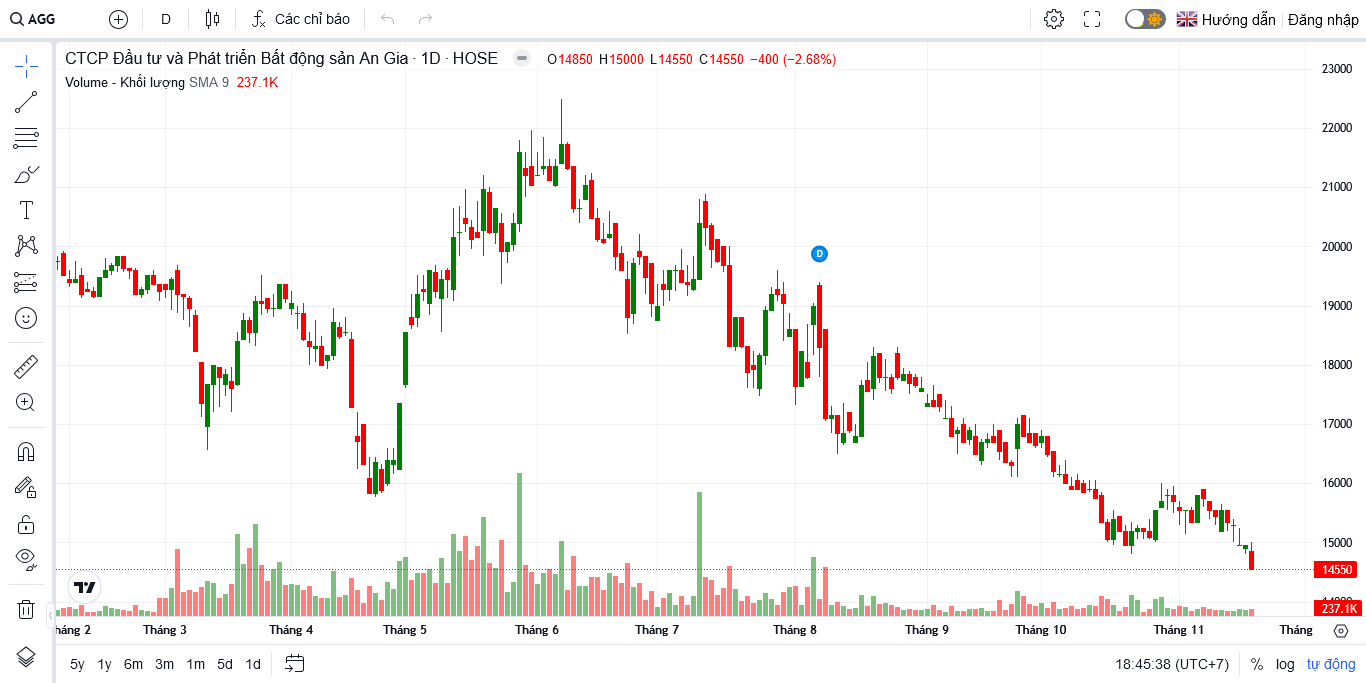 AGG D Các chỉ báo Hướng dẫn Đăng nhập
CTCP Đầu tư và Phát triển Bất động sản An Gia · 1D · HOSE O14850 H15000 L14550 C14550 −400 (−2.68%)
Volume - Khối lượng SMA 9 237.1K
23000
22000
21000
20000
D
19000
18000
17000
16000
15000
14550
14000
237.1K
háng 2 Tháng 3 Tháng 4 Tháng 5 Tháng 6 Tháng 7 Tháng 8 Tháng 9 Tháng 10 Tháng 11 Tháng
5y 1y 6m 3m 1m 5d 1d 18:45:38 (UTC+7) % log tự động